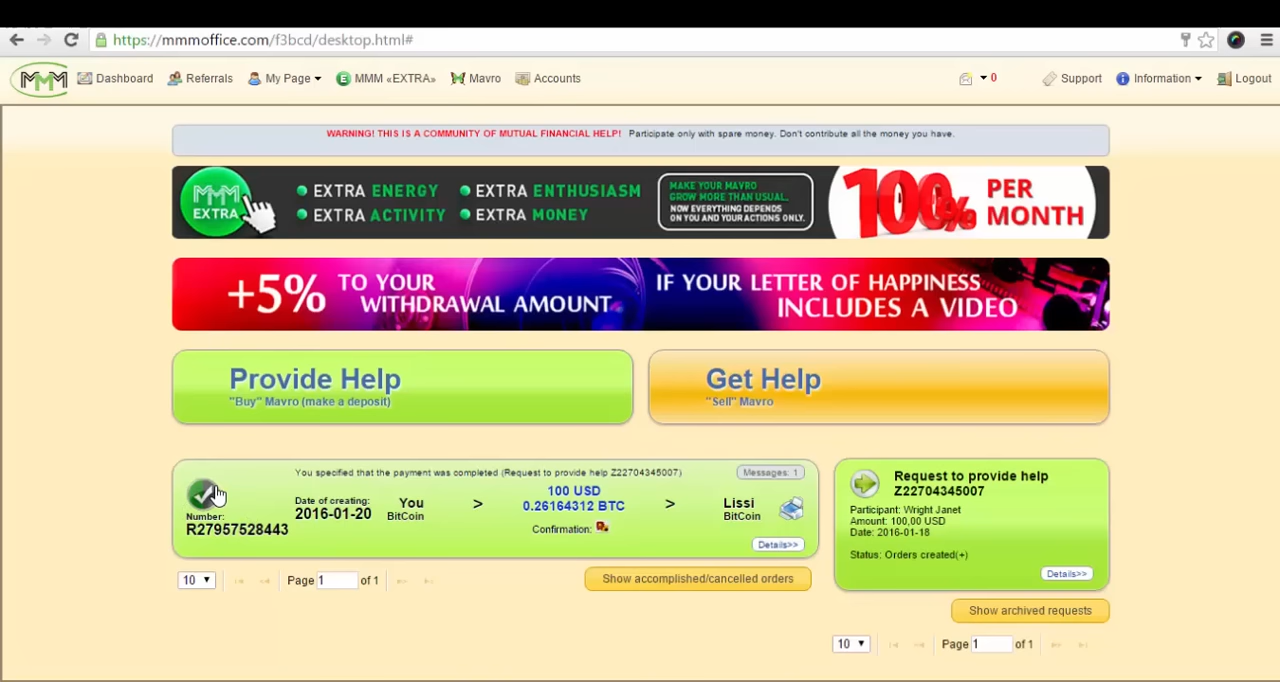 https://mmmoffice.com/f3bcd/desktop.html#
MMM Dashboard Referrals My Page MMM «EXTRA» Mavro Accounts 0 Support Information Logout
WARNING! THIS IS A COMMUNITY OF MUTUAL FINANCIAL HELP! Participate only with spare money. Don't contribute all the money you have.
MMM
EXTRA
EXTRA ENERGY EXTRA ENTHUSIASM
EXTRA ACTIVITY EXTRA MONEY
MAKE YOUR MAVRO
GROW MORE THAN USUAL.
NOW EVERYTHING DEPENDS
ON YOU AND YOUR ACTIONS ONLY.
100% PER
MONTH
+5% TO YOUR
WITHDRAWAL AMOUNT
IF YOUR LETTER OF HAPPINESS
INCLUDES A VIDEO
Provide Help
"Buy" Mavro (make a deposit)
Get Help
"Sell" Mavro
You specified that the payment was completed (Request to provide help Z22704345007) Messages: 1
Number:
R27957528443
Date of creating:
2016-01-20
You
BitCoin
>
100 USD
0.26164312 BTC
Confirmation:
>
Lissi
BitCoin
Details>>
10 Page 1 of 1
Show accomplished/cancelled orders
Request to provide help
Z22704345007
Participant: Wright Janet
Amount: 100,00 USD
Date: 2016-01-18
Status: Orders created(+)
Details>>
Show archived requests
10 Page 1 of 1